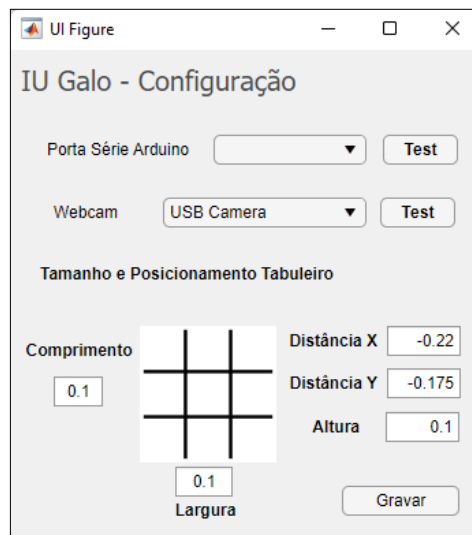 UI Figure
IU Galo - Configuração
Porta Série Arduino
Test
Webcam
USB Camera
Test
Tamanho e Posicionamento Tabuleiro
Comprimento
0.1
Distância X
-0.22
Distância Y
-0.175
Altura
0.1
0.1
Largura
Gravar